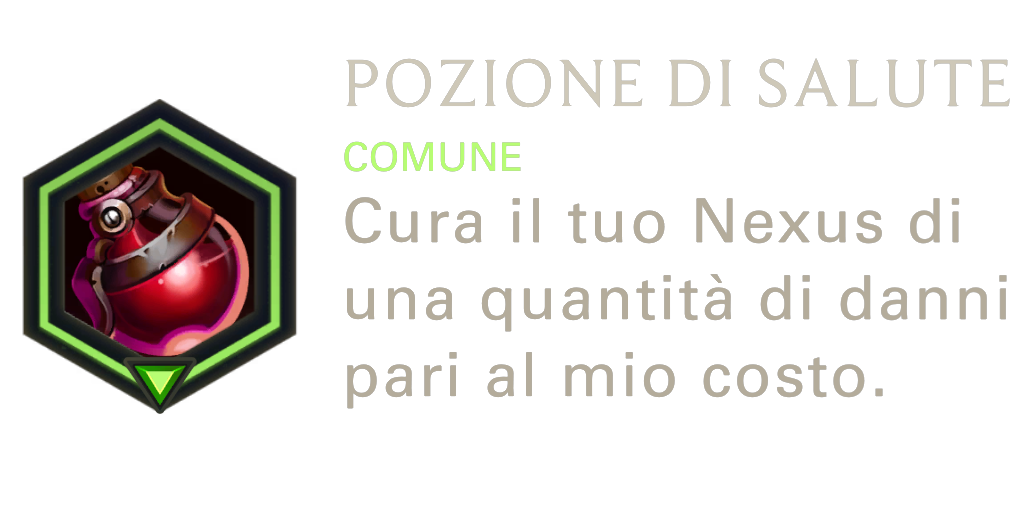 POZIONE DI SALUTE
COMUNE
Cura il tuo Nexus di
una quantità di danni
pari al mio costo.